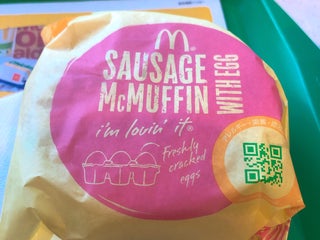 SAUSAGE
McMUFFIN
WITH EGG
i'm lovin' it®
Freshly
cracked
eggs